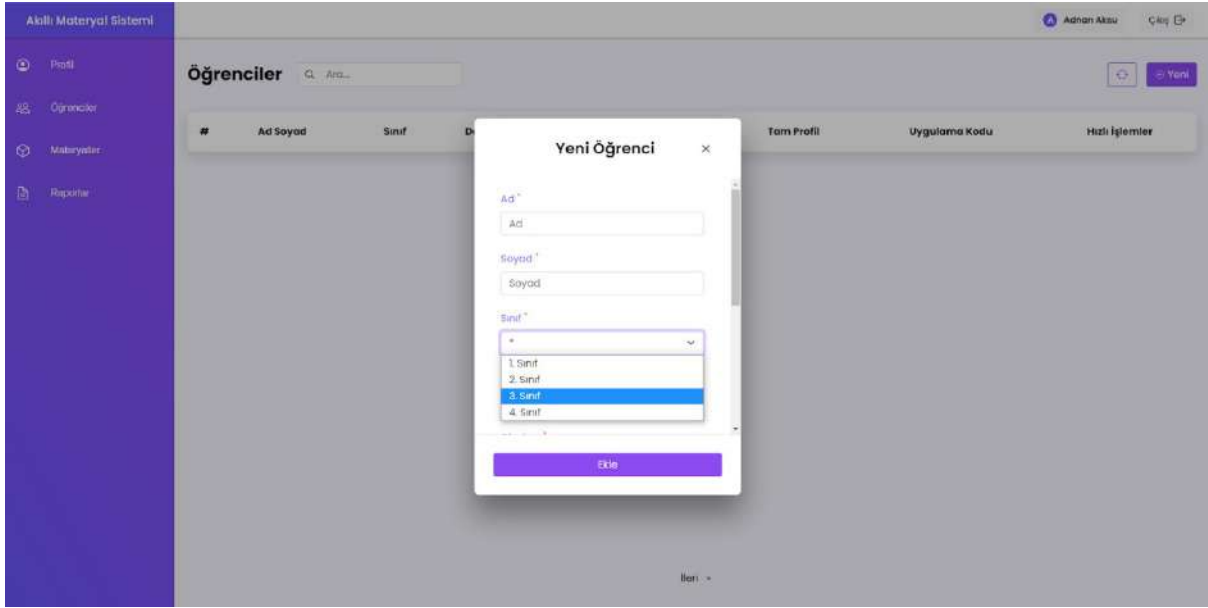 Akıllı Materyal Sistemi
Adnan Aksu
Çıkış
Profil
Öğrenciler
Materyaller
Raporlar
Öğrenciler
Ara...
Yeni
# Ad Soyad Sınıf Tam Profil Uygulama Kodu Hızlı İşlemler
Yeni Öğrenci
Ad *
Ad
Soyad *
Soyad
Sınıf *
*
1. Sınıf
2. Sınıf
3. Sınıf
4. Sınıf
Ekle
İleri